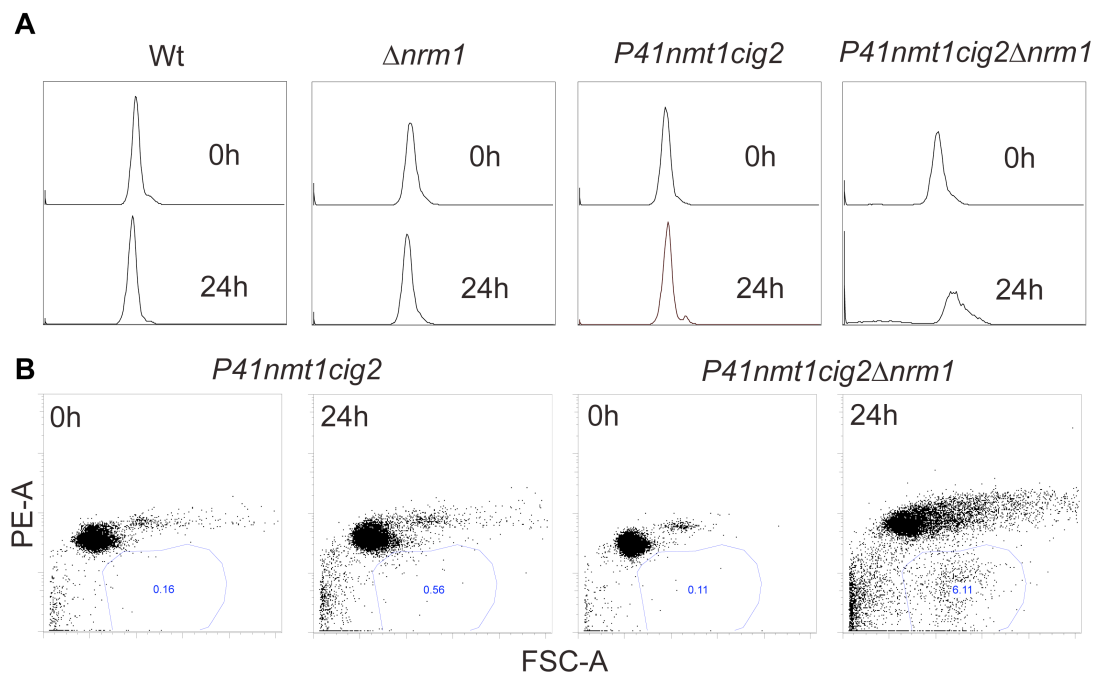 A
Wt Δnrm1 P41nmt1cig2 P41nmt1cig2Δnrm1
0h 0h 0h 0h
24h 24h 24h 24h
B
P41nmt1cig2 P41nmt1cig2Δnrm1
0h 24h 0h 24h
PE-A
0.16 0.56 0.11 6.11
FSC-A